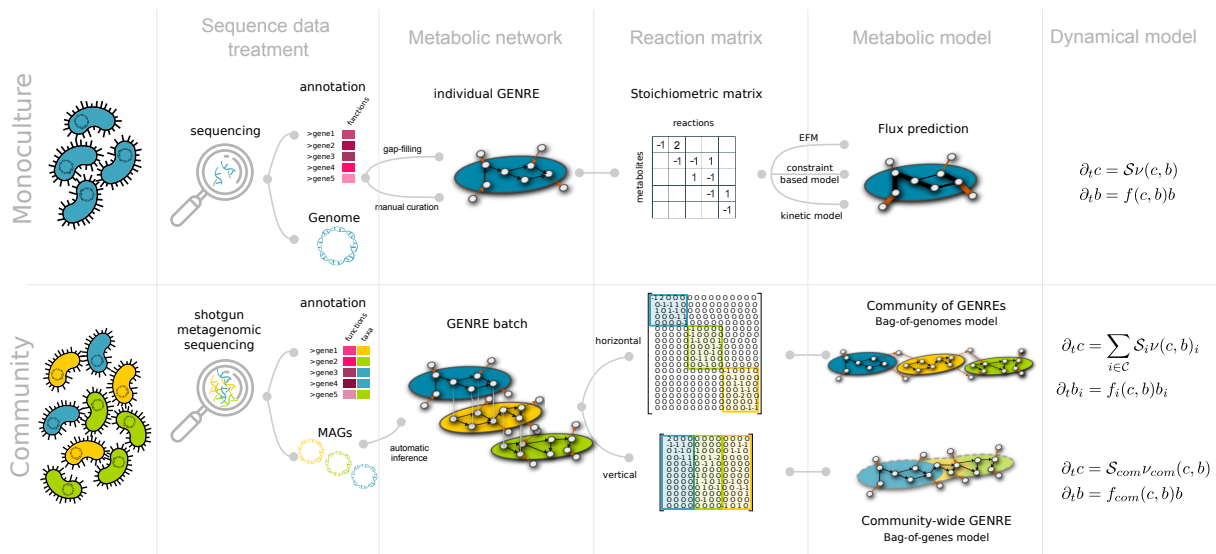 Sequence data
treatment
Metabolic network
Reaction matrix
Metabolic model
Dynamical model
Monoculture
sequencing
annotation
functions
>gene1
>gene2
>gene3
>gene4
>gene5
Genome
gap-filling
manual curation
individual GENRE
Stoichiometric matrix
reactions
metabolites
-1 2
-1 -1 1
1 -1
-1 1
-1
EFM
constraint
based model
kinetic model
Flux prediction
∂ₜc = 𝒮ν(c, b)
∂ₜb = f(c, b)b
Community
shotgun
metagenomic
sequencing
annotation
functions
taxa
>gene1
>gene2
>gene3
>gene4
>gene5
MAGs
automatic
inference
GENRE batch
horizontal
vertical
Community of GENREs
Bag-of-genomes model
∂ₜc = ∑ 𝒮ᵢν(c, b)ᵢ
i∈𝒞
∂ₜbᵢ = fᵢ(c, b)bᵢ
Community-wide GENRE
Bag-of-genes model
∂ₜc = 𝒮_com ν_com(c, b)
∂ₜb = f_com(c, b)b